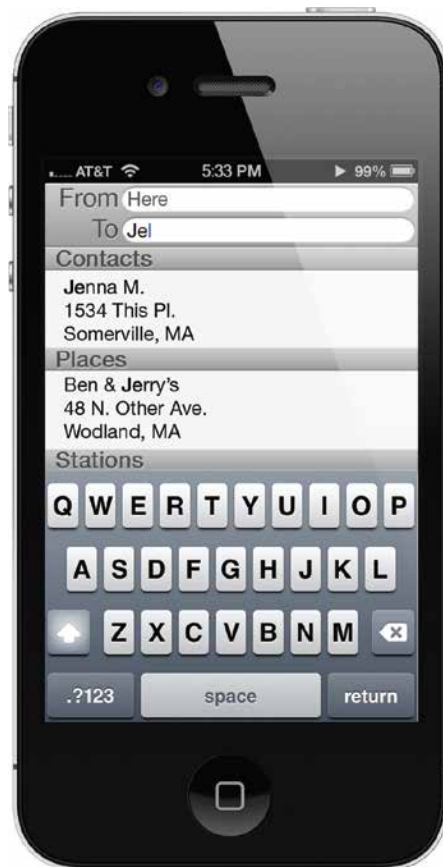 AT&T 5:33 PM 99%
From Here
To Je
Contacts
Jenna M.
1534 This Pl.
Somerville, MA
Places
Ben & Jerry's
48 N. Other Ave.
Wodland, MA
Stations
Q W E R T Y U I O P
A S D F G H J K L
Z X C V B N M
.?123 space return